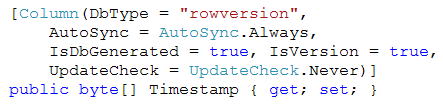 [Column(DbType = "rowversion",
AutoSync = AutoSync.Always,
IsDbGenerated = true, IsVersion = true,
UpdateCheck = UpdateCheck.Never)]
public byte[] Timestamp { get; set; }